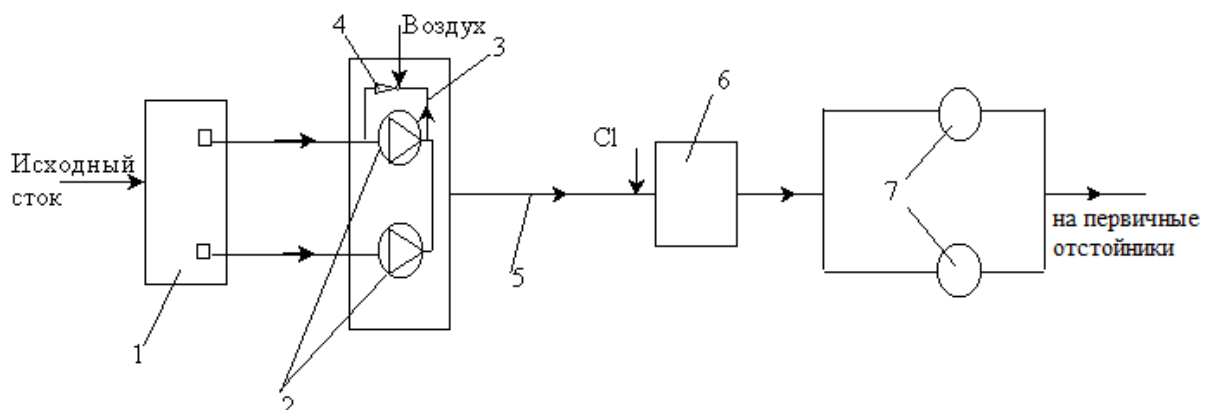 4
Воздух
3
6
Исходный
сток
Cl
7
на первичные
отстойники
5
1
2